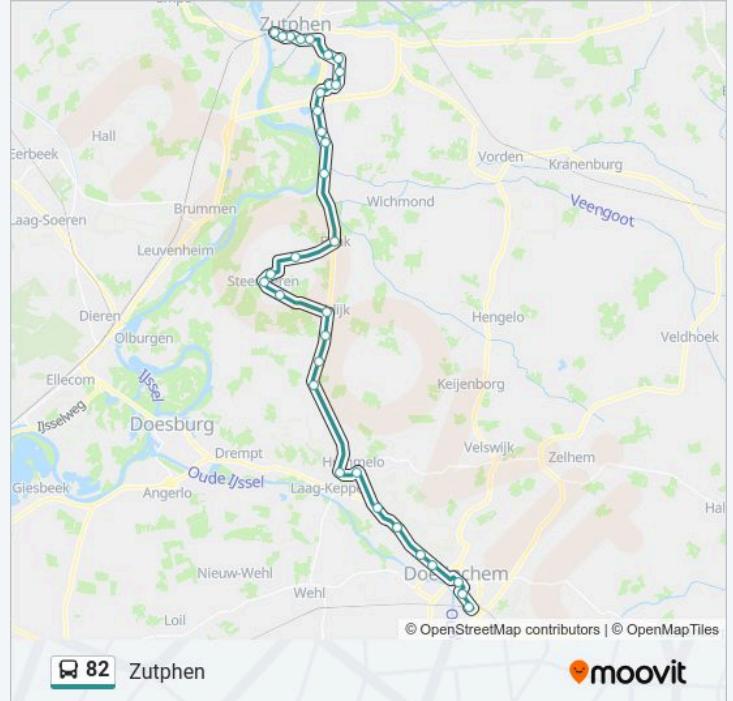 Zutphen
Hall
Eerbeek
Vorden
Kranenburg
Laag-Soeren
Brummen
Wichmond
Veengoot
Leuvenheim
Dieren
Hengelo
Olburgen
Veldhoek
Ellecom
IJssel
Keijenborg
IJsselweg
Doesburg
Velswijk
Drempt
Zelhem
Giesbeek
Oude IJssel
Angerlo
Laag-Keppel
Hal
Nieuw-Wehl
Wehl
Loil
© OpenStreetMap contributors | © OpenMapTiles
82 Zutphen
moovit